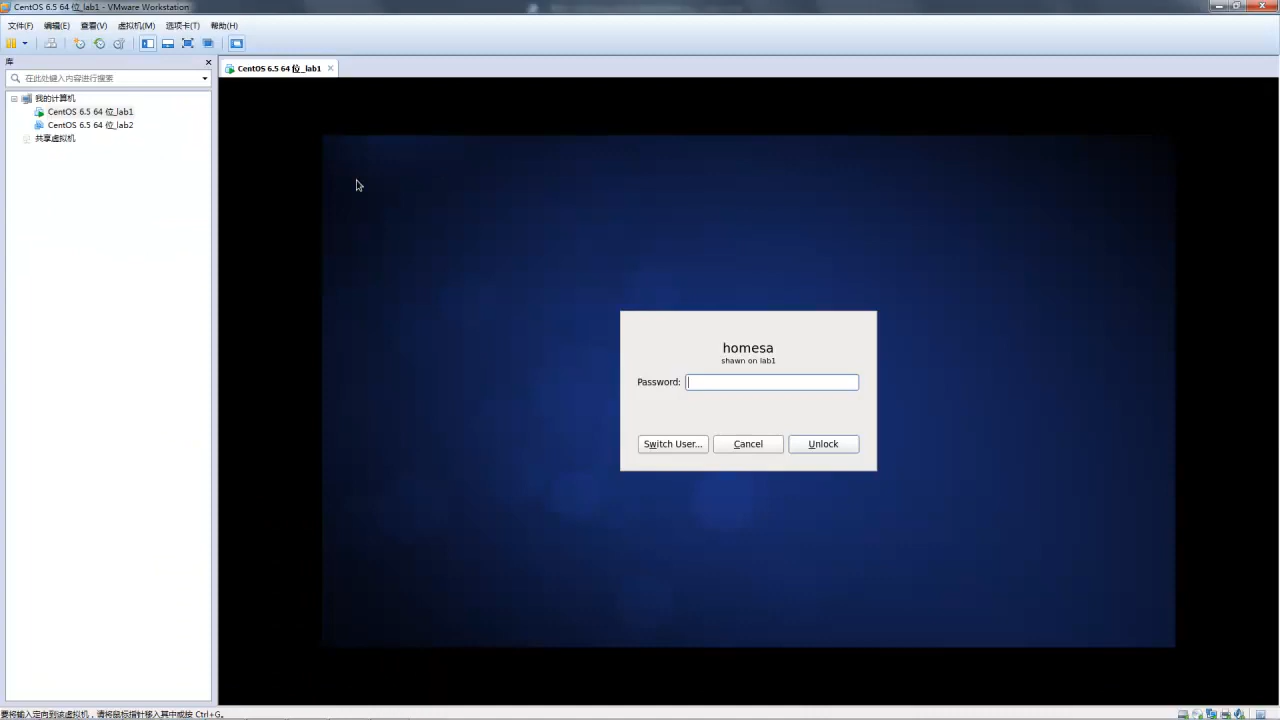 CentOS 6.5 64 位_lab1 - VMware Workstation
文件(F) 编辑(E) 查看(V) 虚拟机(M) 选项卡(T) 帮助(H)
库
在此处键入内容进行搜索
我的计算机
CentOS 6.5 64 位_lab1
CentOS 6.5 64 位_lab2
共享虚拟机
CentOS 6.5 64 位_lab1
homesa
shawn on lab1
Password:
Switch User... Cancel Unlock
要将输入定向到该虚拟机，请将鼠标指针移入其中或按 Ctrl+G。